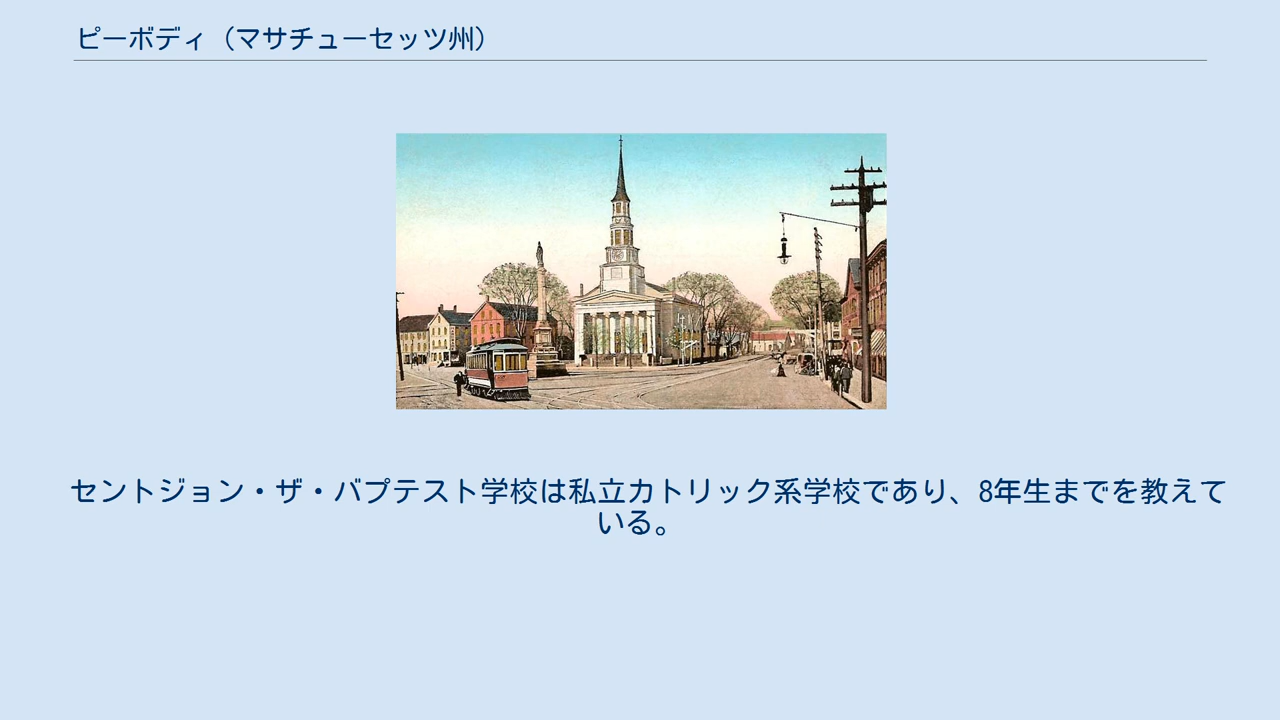 ピーボディ（マサチューセッツ州）
セントジョン・ザ・バプテスト学校は私立カトリック系学校であり、8年生までを教えて
いる。